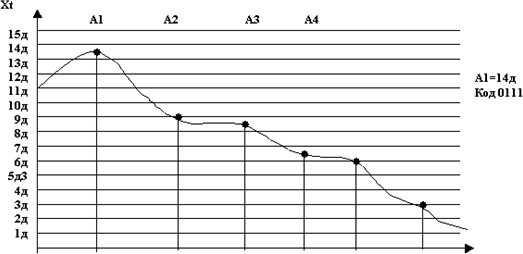 Xt
A1 A2 A3 A4
15д
14д
13д
12д
11д
10д
9д
8д
7д
6д
5д3
4д
3д
2д
1д
A1=14д
Код 0111